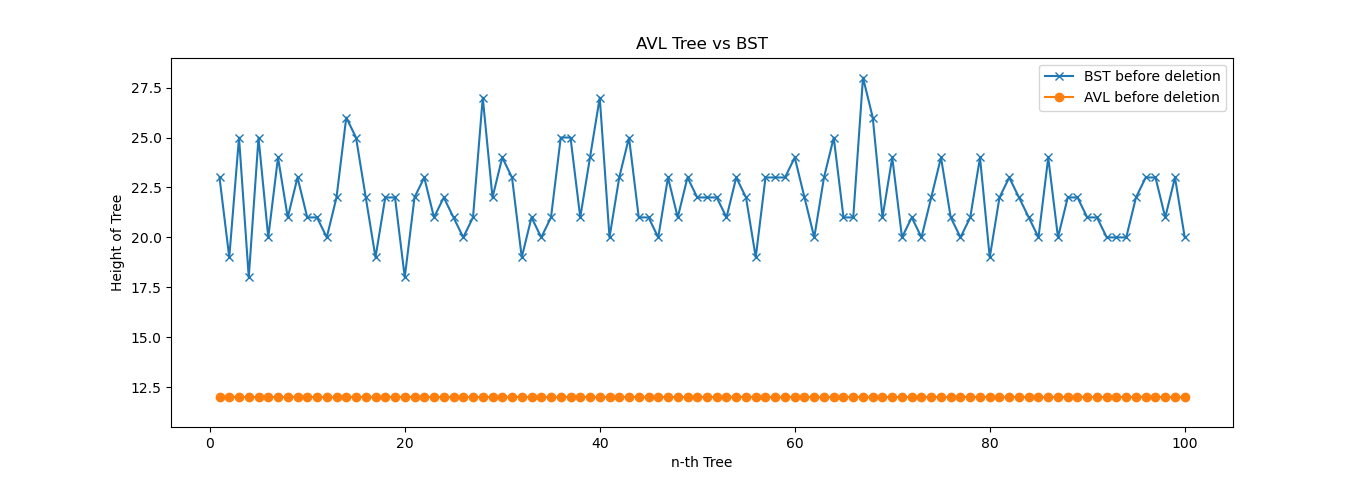 AVL Tree vs BST
BST before deletion
AVL before deletion
Height of Tree
27.5
25.0
22.5
20.0
17.5
15.0
12.5
0 20 40 60 80 100
n-th Tree